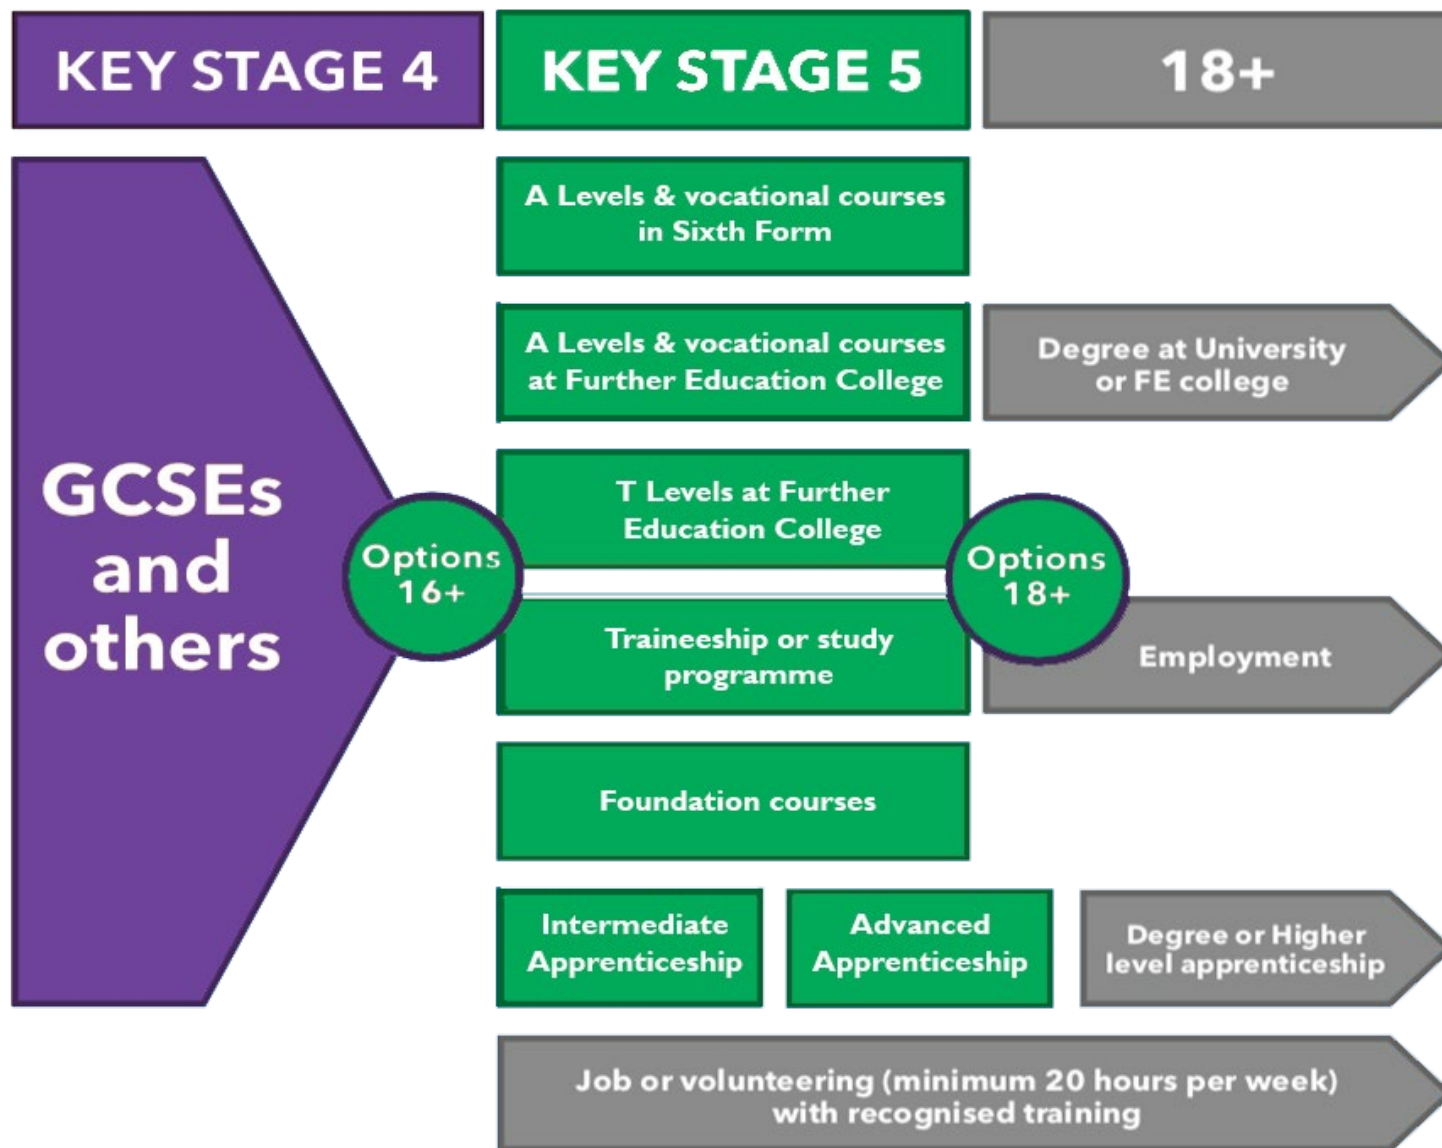 KEY STAGE 4
KEY STAGE 5
18+
GCSEs
and
others
Options
16+
A Levels & vocational courses
in Sixth Form
A Levels & vocational courses
at Further Education College
T Levels at Further
Education College
Traineeship or study
programme
Foundation courses
Intermediate
Apprenticeship
Advanced
Apprenticeship
Options
18+
Degree at University
or FE college
Employment
Degree or Higher
level apprenticeship
Job or volunteering (minimum 20 hours per week)
with recognised training